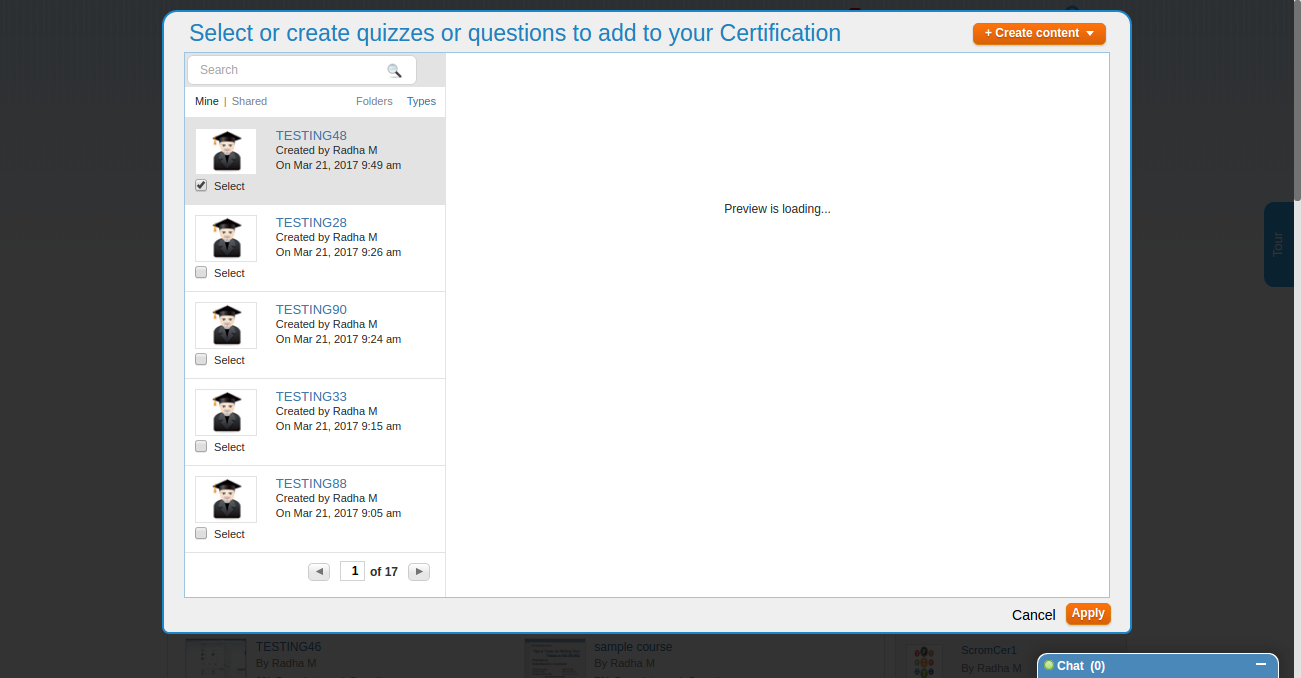 Select or create quizzes or questions to add to your Certification
+ Create content
Search
Mine | Shared
Folders
Types
TESTING48
Created by Radha M
On Mar 21, 2017 9:49 am
Select
TESTING28
Created by Radha M
On Mar 21, 2017 9:26 am
Select
TESTING90
Created by Radha M
On Mar 21, 2017 9:24 am
Select
TESTING33
Created by Radha M
On Mar 21, 2017 9:15 am
Select
TESTING88
Created by Radha M
On Mar 21, 2017 9:05 am
Select
1 of 17
Preview is loading...
Tour
Cancel
Apply
TESTING46
By Radha M
sample course
By Radha M
ScromCer1
By Radha M
Chat (0)